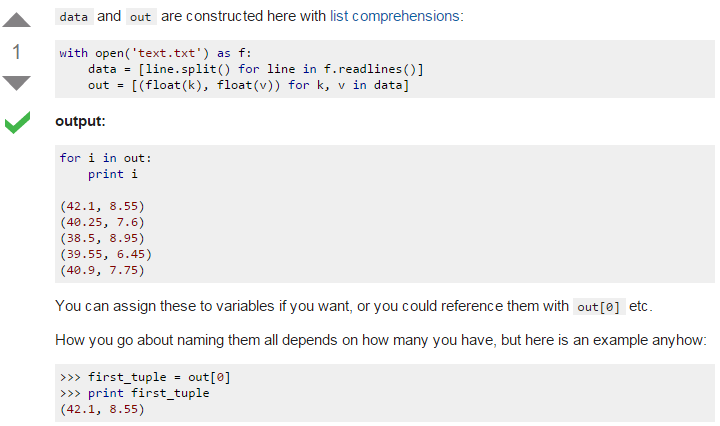 data and out are constructed here with list comprehensions:
1
with open('text.txt') as f:
    data = [line.split() for line in f.readlines()]
    out = [(float(k), float(v)) for k, v in data]
output:
for i in out:
    print i
(42.1, 8.55)
(40.25, 7.6)
(38.5, 8.95)
(39.55, 6.45)
(40.9, 7.75)
You can assign these to variables if you want, or you could reference them with out[0] etc.
How you go about naming them all depends on how many you have, but here is an example anyhow:
>>> first_tuple = out[0]
>>> print first_tuple
(42.1, 8.55)